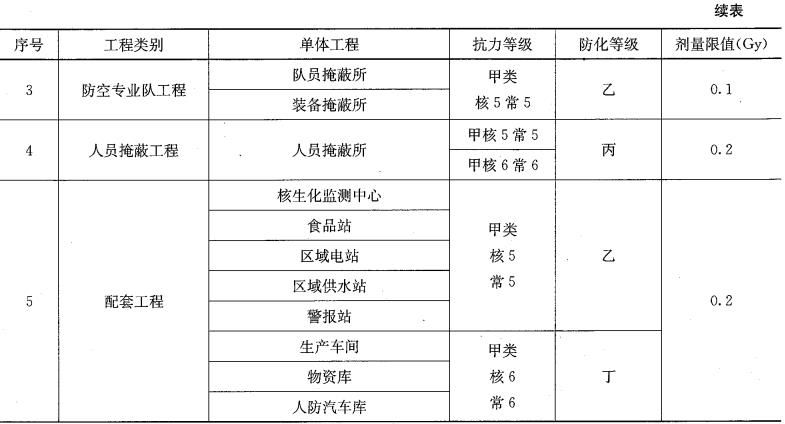 续表
序号 工程类别 单体工程 抗力等级 防化等级 剂量限值(Gy)
3 防空专业队工程 队员掩蔽所 甲类 乙 0.1
装备掩蔽所 核5常5
4 人员掩蔽工程 人员掩蔽所 甲核5常5 丙 0.2
甲核6常6
5 配套工程 核生化监测中心 甲类 乙 0.2
食品站 核5
区域电站 常5
区域供水站
警报站
生产车间 甲类 丁
物资库 核6
人防汽车库 常6